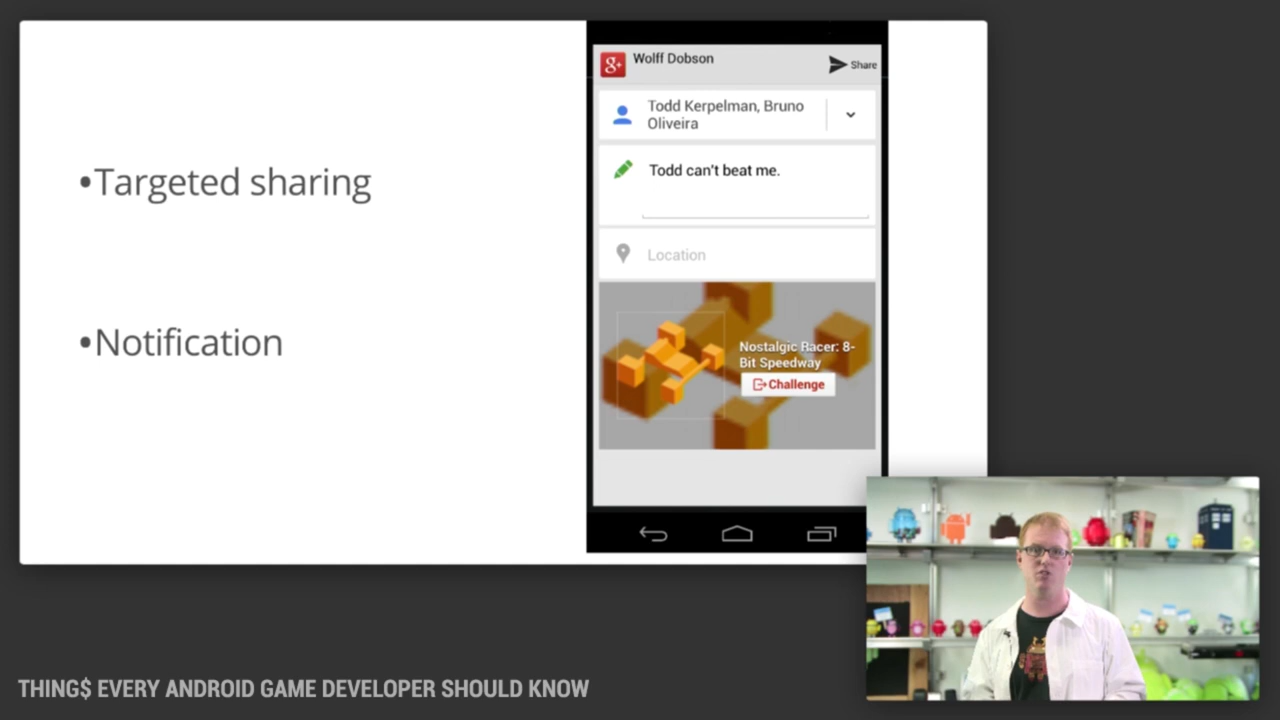 •Targeted sharing
•Notification
g+
Wolff Dobson
Share
Todd Kerpelman, Bruno
Oliveira
Todd can't beat me.
Location
Nostalgic Racer: 8-
Bit Speedway
Challenge
THING$ EVERY ANDROID GAME DEVELOPER SHOULD KNOW